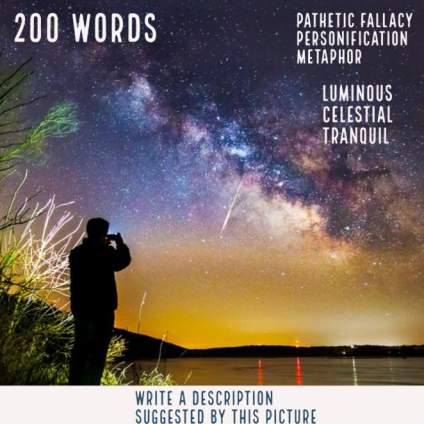 200 WORDS
PATHETIC FALLACY
PERSONIFICATION
METAPHOR
LUMINOUS
CELESTIAL
TRANQUIL
WRITE A DESCRIPTION
SUGGESTED BY THIS PICTURE